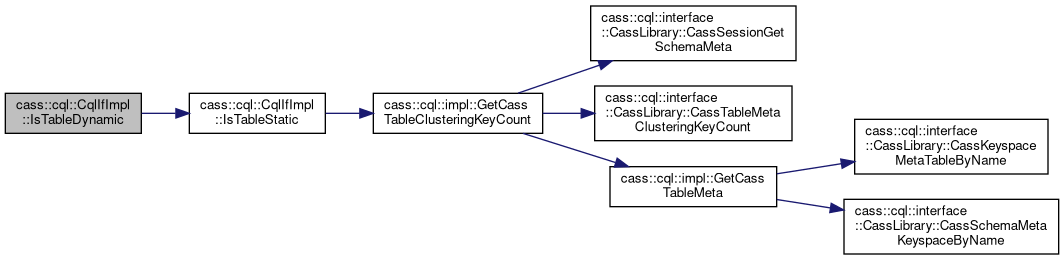 cass::cql::CqlIfImpl
::IsTableDynamic
cass::cql::CqlIfImpl
::IsTableStatic
cass::cql::impl::GetCass
TableClusteringKeyCount
cass::cql::interface
::CassLibrary::CassSessionGet
SchemaMeta
cass::cql::interface
::CassLibrary::CassTableMeta
ClusteringKeyCount
cass::cql::impl::GetCass
TableMeta
cass::cql::interface
::CassLibrary::CassKeyspace
MetaTableByName
cass::cql::interface
::CassLibrary::CassSchemaMeta
KeyspaceByName